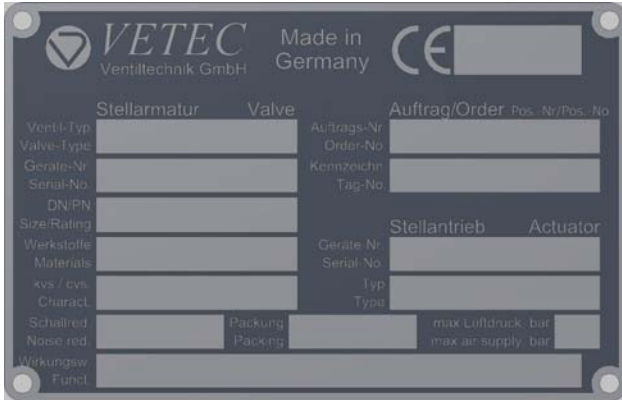 VETEC
Ventiltechnik GmbH
Made in
Germany
CE
Stellarmatur Valve
Auftrag/Order Pos.-Nr/Pos.-No
Ventil-Typ
Valve-Type
Auftrags-Nr
Order-No
Geräte-Nr
Serial-No.
Kennzeichn
Tag-No.
DN/PN
Size/Rating
Stellantrieb Actuator
Werkstoffe
Materials
Geräte Nr
Serial-No.
kvs / cvs.
Charact.
Typ
Type
Schallred.
Noise red.
Packung
Packing
max Luftdruck bar
max air supply bar
Wirkungsw.
Funct.